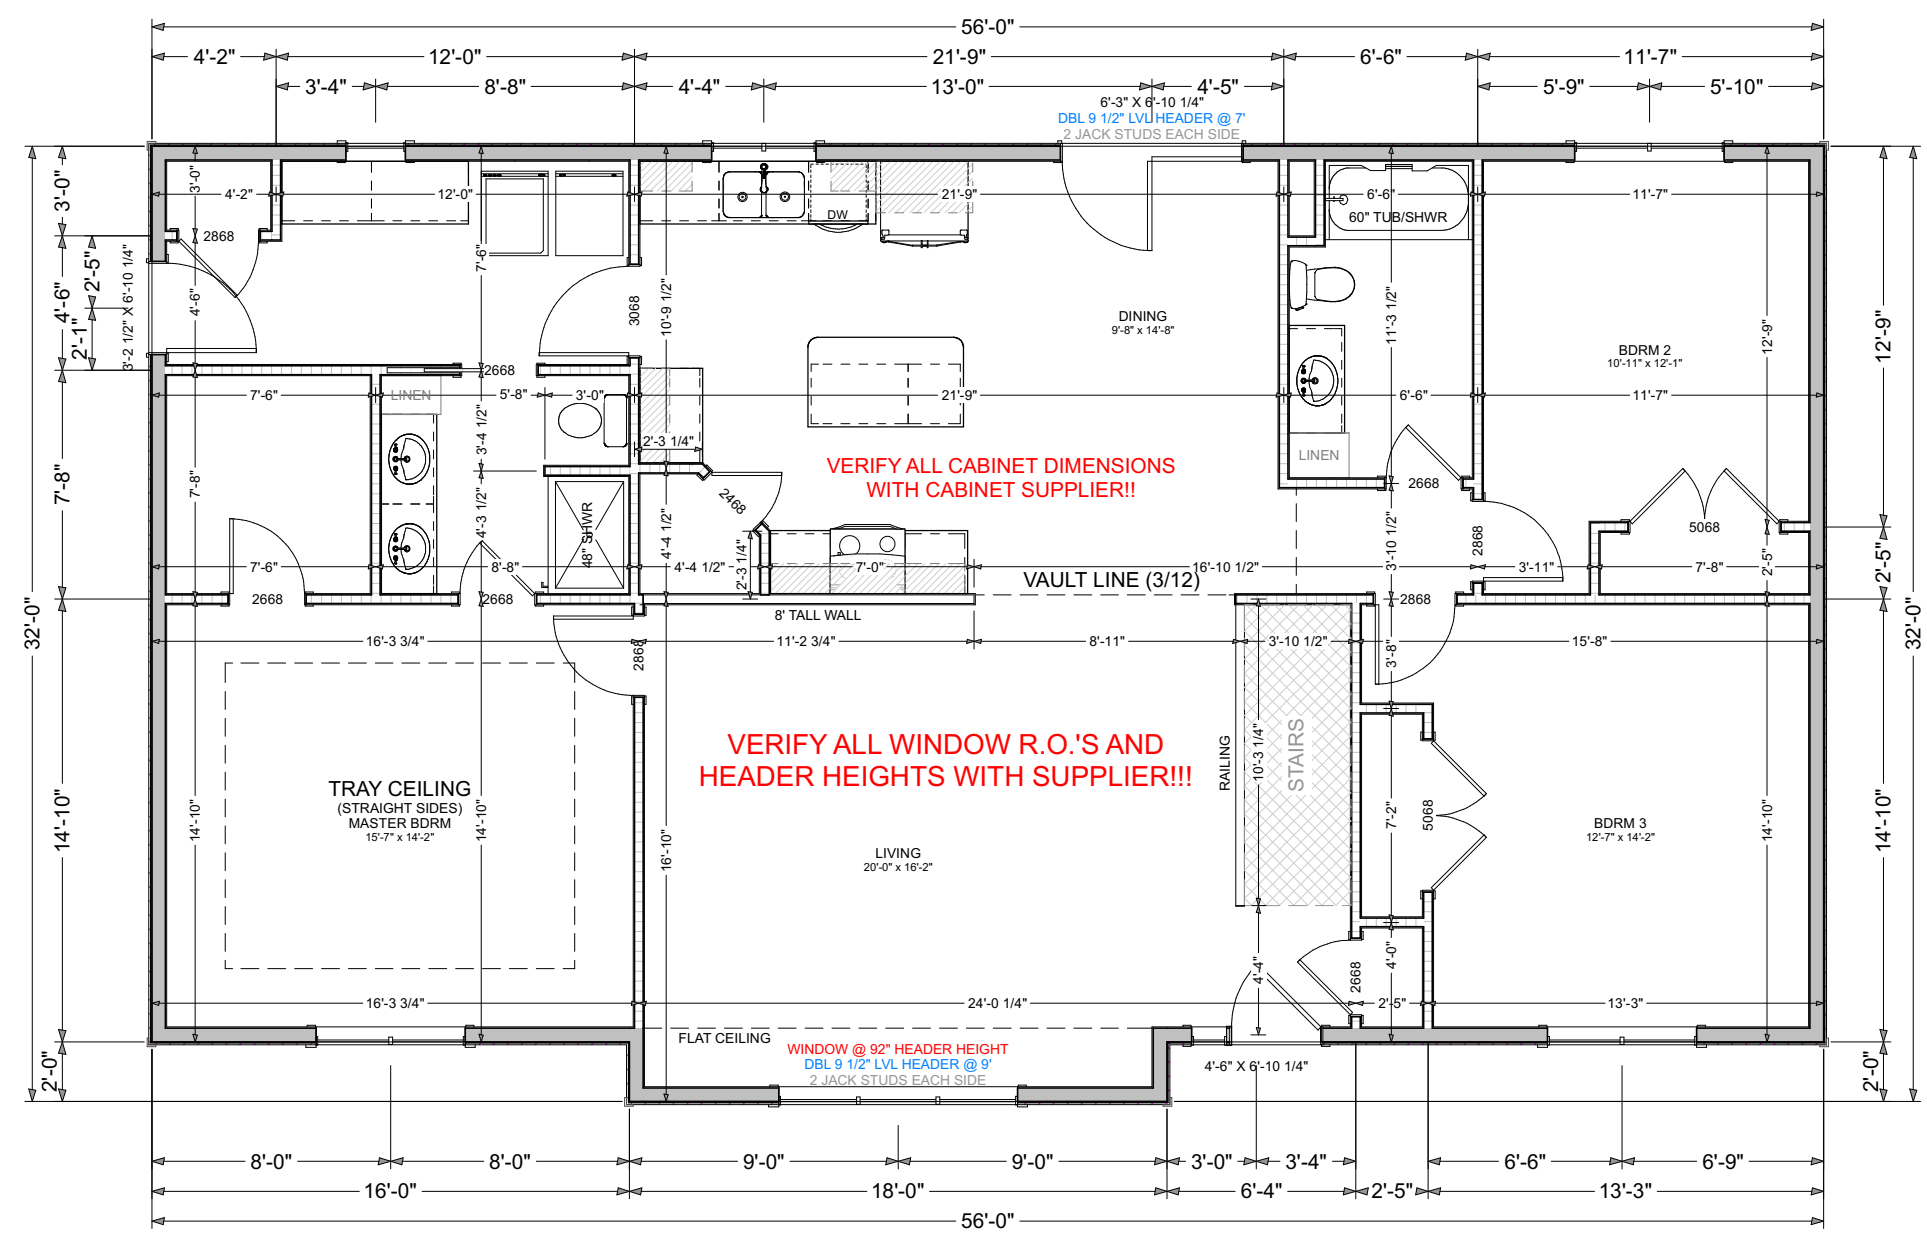 56'-0"
4'-2" 12'-0" 21'-9" 6'-6" 11'-7"
3'-4" 8'-8" 4'-4" 13'-0" 4'-5" 5'-9" 5'-10"
6'-3" X 6'-10 1/4"
DBL 9 1/2" LVL HEADER @ 7'
2 JACK STUDS EACH SIDE
3'-0"
4'-6"
2'-5"
2'-1"
3'-2 1/2" X 6'-10 1/4"
7'-8"
32'-0"
14'-10"
2'-0"
3'-0"
4'-2" 12'-0" 21'-9" 6'-6" 11'-7"
DW
60" TUB/SHWR
2868
4'-6"
7'-6"
3068
10'-9 1/2"
11'-3 1/2"
12'-9"
12'-9"
DINING
9'-8" x 14'-8"
BDRM 2
10'-11" x 12'-1"
2668
LINEN
7'-6" 5'-8" 3'-0" 21'-9" 6'-6" 11'-7"
3'-4 1/2"
2'-3 1/4"
7'-8"
4'-3 1/2"
48" SHWR
2468
4'-4 1/2"
2'-3 1/4"
VERIFY ALL CABINET DIMENSIONS
WITH CABINET SUPPLIER!!
LINEN
2668
3'-10 1/2"
2868
5068
2'-5"
2'-5"
7'-6" 8'-8" 4'-4 1/2" 7'-0" 16'-10 1/2" 3'-11" 7'-8"
VAULT LINE (3/12)
2668 2668 2868
8' TALL WALL
16'-3 3/4" 11'-2 3/4" 8'-11" 3'-10 1/2" 15'-8"
2868
3'-8"
32'-0"
VERIFY ALL WINDOW R.O.'S AND
HEADER HEIGHTS WITH SUPPLIER!!!
RAILING
10'-3 1/4"
STAIRS
TRAY CEILING
(STRAIGHT SIDES)
MASTER BDRM
15'-7" x 14'-2"
14'-10"
14'-10"
16'-10"
LIVING
20'-0" x 16'-2"
7'-2"
5068
BDRM 3
12'-7" x 14'-2"
14'-10"
14'-10"
4'-4"
2668
4'-0"
16'-3 3/4" 24'-0 1/4" 2'-5" 13'-3"
FLAT CEILING
WINDOW @ 92" HEADER HEIGHT
DBL 9 1/2" LVL HEADER @ 9'
2 JACK STUDS EACH SIDE
4'-6" X 6'-10 1/4"
2'-0"
8'-0" 8'-0" 9'-0" 9'-0" 3'-0" 3'-4" 6'-6" 6'-9"
16'-0" 18'-0" 6'-4" 2'-5" 13'-3"
56'-0"